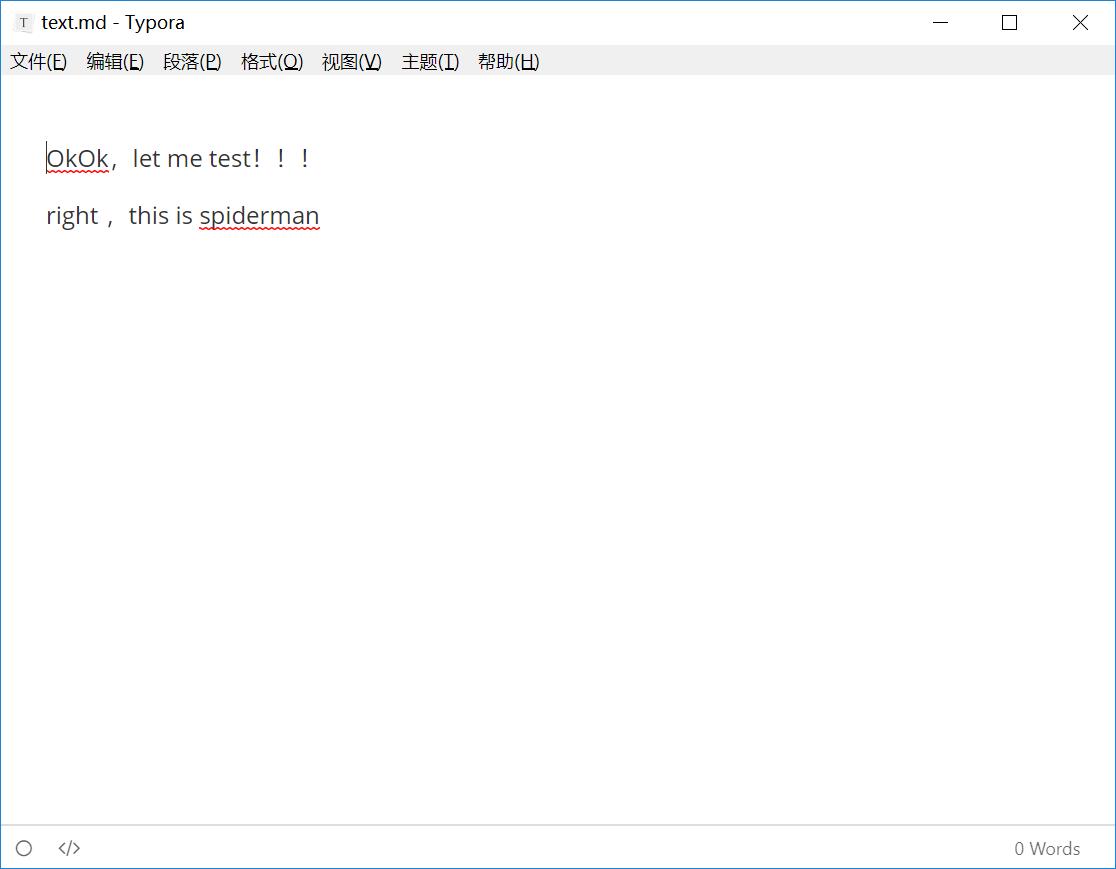 T text.md - Typora
文件(F) 编辑(E) 段落(P) 格式(O) 视图(V) 主题(T) 帮助(H)
OkOk，let me test！！！
right ，this is spiderman
</> 0 Words